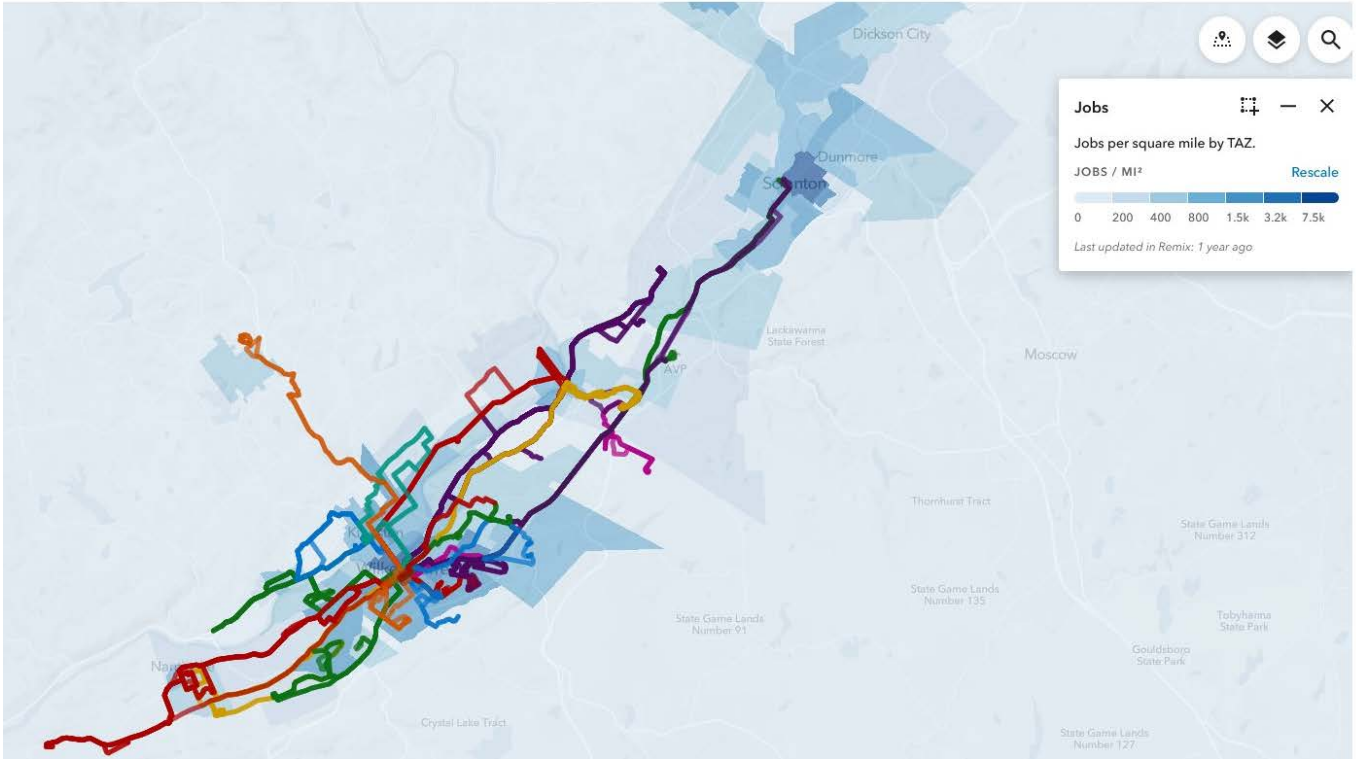 Dickson City
Jobs
Jobs per square mile by TAZ.
JOBS / MI²
Rescale
0 200 400 800 1.5k 3.2k 7.5k
Last updated in Remix: 1 year ago
Dunmore
Lackawanna
State Forest
Moscow
AVP
Thornhurst Tract
State Game Lands
Number 312
State Game Lands
Number 135
State Game Lands
Number 91
Tobyhanna
State Park
Gouldsboro
State Park
Crystal Lake Tract
State Game Lands
Number 127